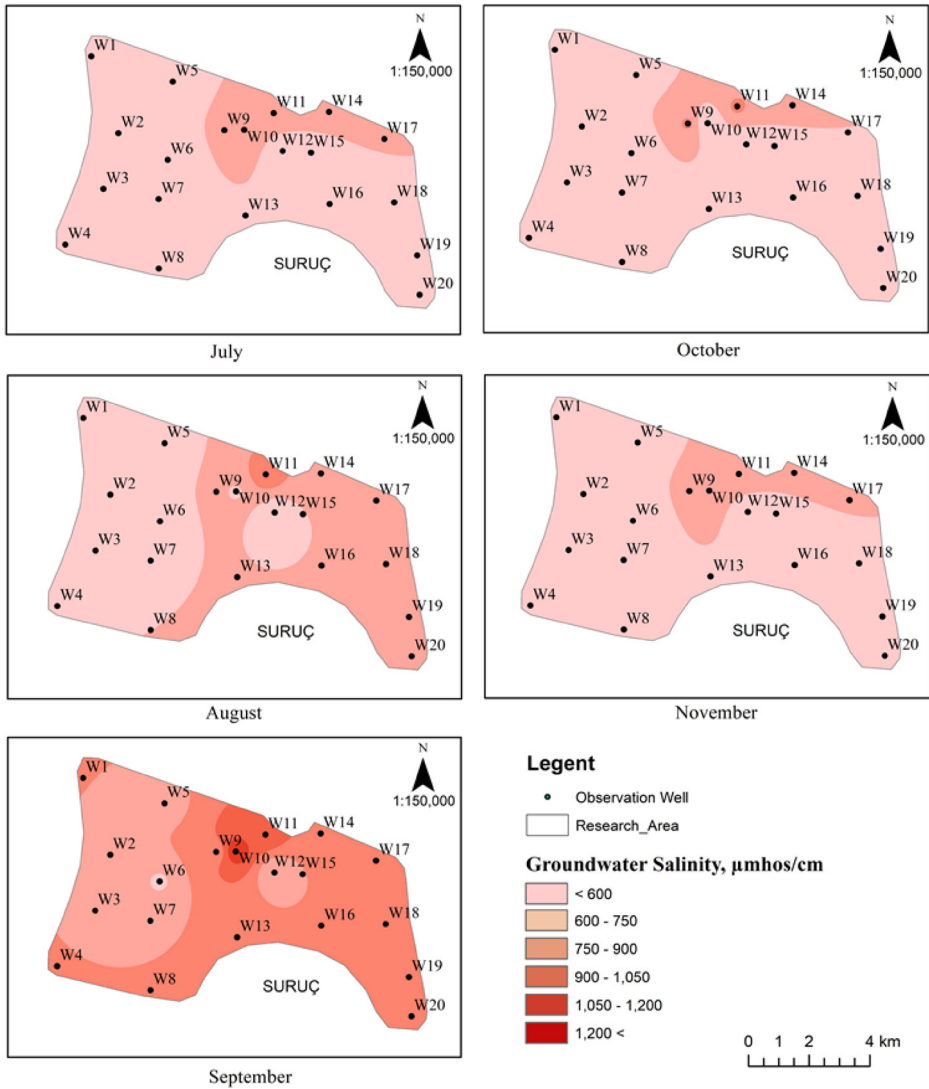 N
1:150,000
W1
W5
W11
W14
W9
W10
W17
W2
W12
W15
W6
W3
W7
W18
W16
W13
W4
W8
SURUÇ
W19
W20
July
N
1:150,000
W1
W5
W11
W14
W9
W10
W17
W2
W12
W15
W6
W3
W7
W18
W16
W13
W4
W8
SURUÇ
W19
W20
October
N
1:150,000
W1
W5
W11
W14
W9
W10
W17
W2
W12
W15
W6
W3
W7
W18
W16
W13
W4
W8
SURUÇ
W19
W20
August
N
1:150,000
W1
W5
W11
W14
W9
W10
W17
W2
W12
W15
W6
W3
W7
W18
W16
W13
W4
W8
SURUÇ
W19
W20
November
N
1:150,000
W1
W5
W11
W14
W9
W10
W17
W2
W12
W15
W6
W3
W7
W18
W16
W13
W4
W8
SURUÇ
W19
W20
September
Legent
Observation Well
Research_Area
Groundwater Salinity, µmhos/cm
< 600
600 - 750
750 - 900
900 - 1,050
1,050 - 1,200
1,200 <
0 1 2 4 km